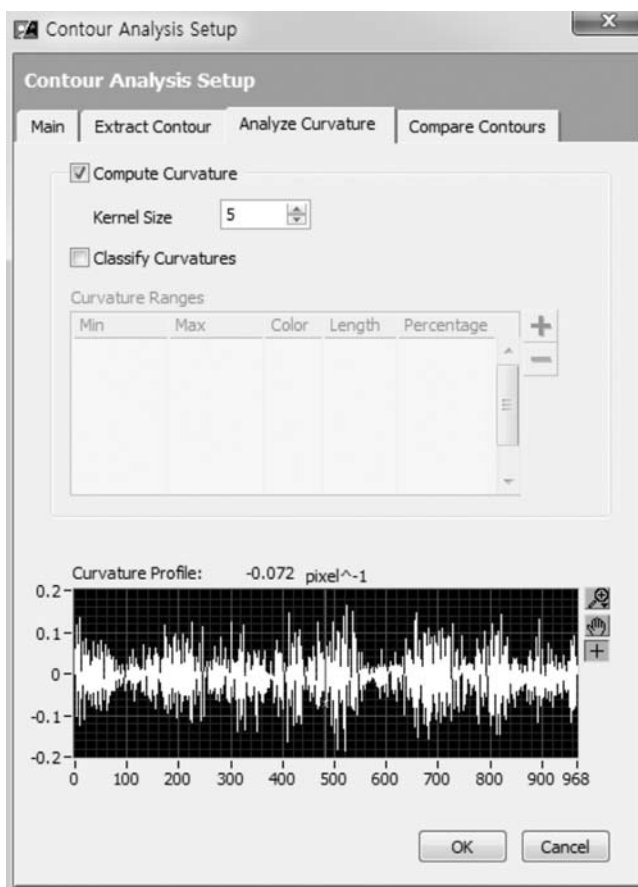 Contour Analysis Setup
Contour Analysis Setup
Main Extract Contour Analyze Curvature Compare Contours
Compute Curvature
Kernel Size 5
Classify Curvatures
Curvature Ranges
Min Max Color Length Percentage
Curvature Profile: -0.072 pixel^-1
0.2
0.1
0
-0.1
-0.2
0 100 200 300 400 500 600 700 800 900 968
OK Cancel